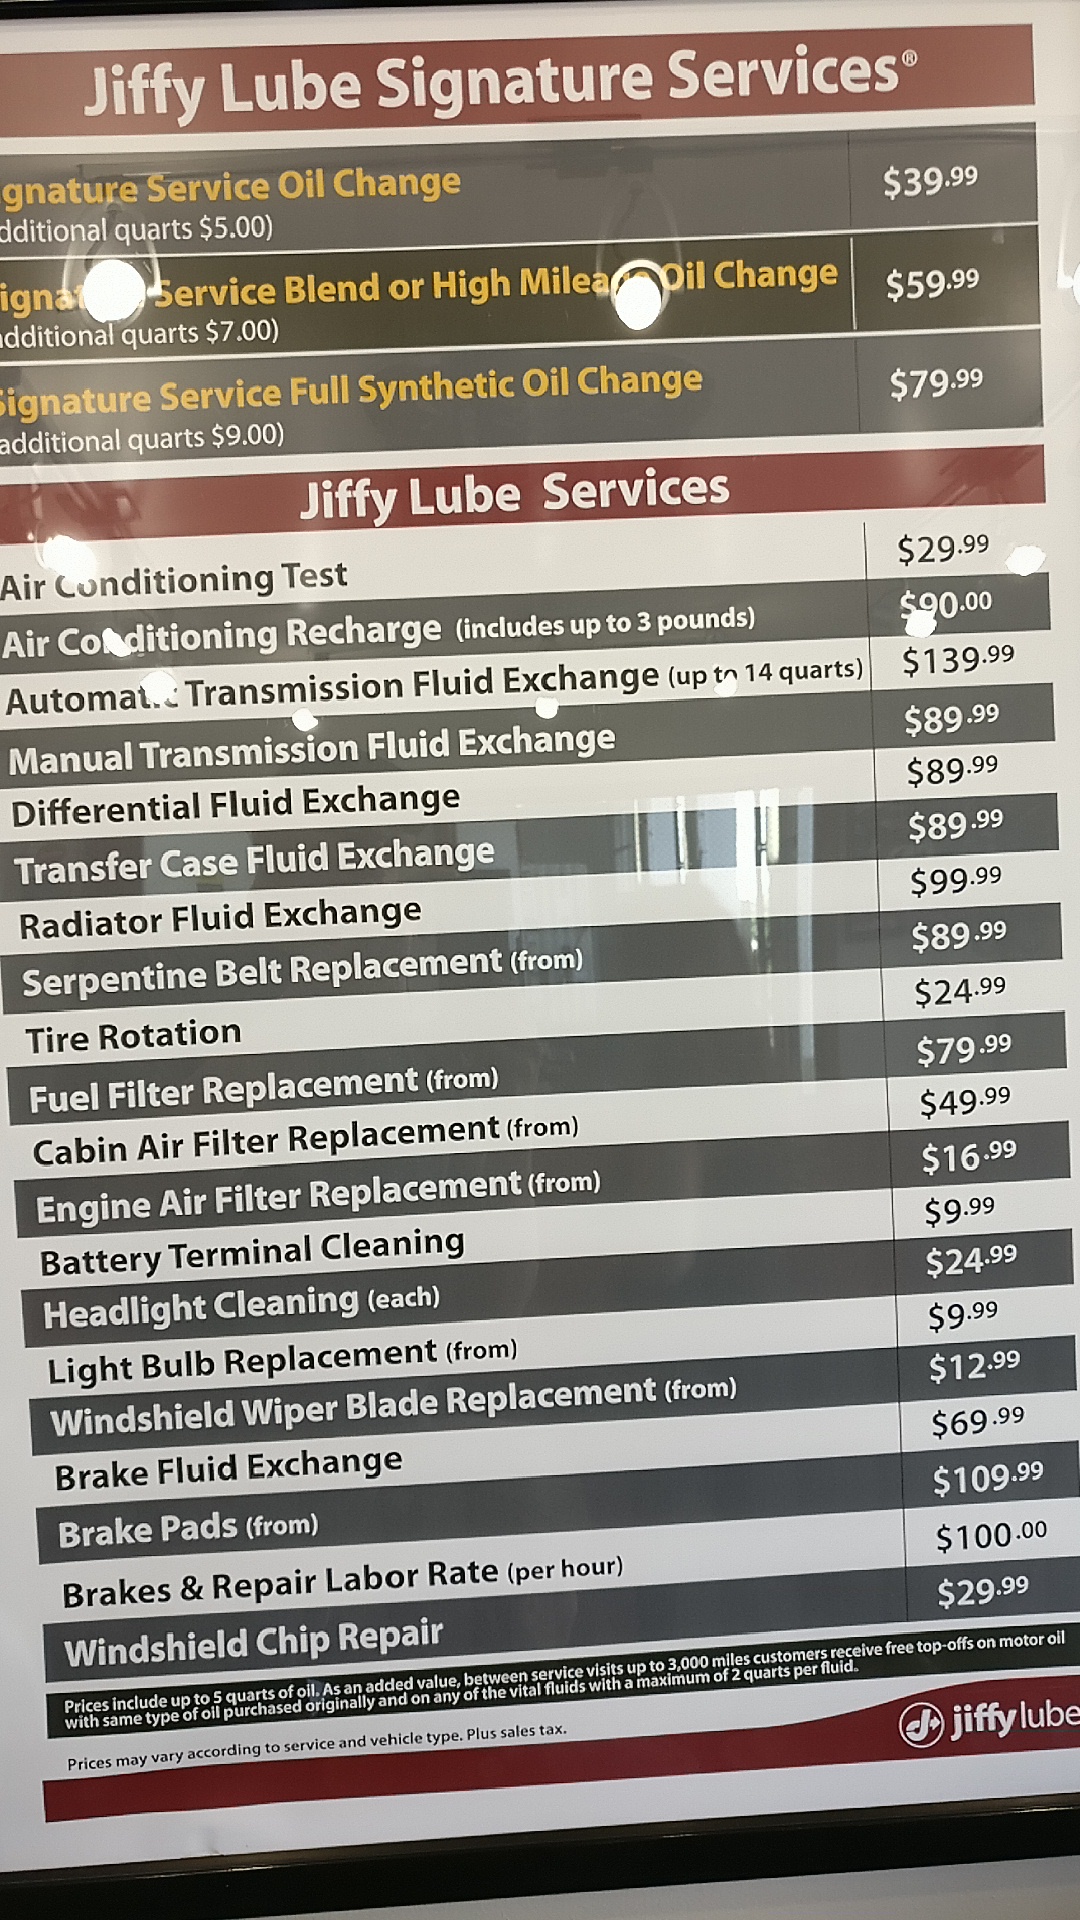 Jiffy Lube Signature Services®
gnature Service Oil Change $39.99
dditional quarts $5.00)
Service Blend or High Mileage Oil Change $59.99
additional quarts $7.00)
Signature Service Full Synthetic Oil Change $79.99
additional quarts $9.00)
Jiffy Lube Services
Air Conditioning Test $29.99
Air Conditioning Recharge (includes up to 3 pounds) $90.00
Automatic Transmission Fluid Exchange (up to 14 quarts) $139.99
Manual Transmission Fluid Exchange $89.99
Differential Fluid Exchange $89.99
Transfer Case Fluid Exchange $89.99
Radiator Fluid Exchange $99.99
Serpentine Belt Replacement (from) $89.99
Tire Rotation $24.99
Fuel Filter Replacement (from) $79.99
Cabin Air Filter Replacement (from) $49.99
Engine Air Filter Replacement (from) $16.99
Battery Terminal Cleaning $9.99
Headlight Cleaning (each) $24.99
Light Bulb Replacement (from) $9.99
Windshield Wiper Blade Replacement (from) $12.99
Brake Fluid Exchange $69.99
Brake Pads (from) $109.99
Brakes & Repair Labor Rate (per hour) $100.00
Windshield Chip Repair $29.99
Prices include up to 5 quarts of oil. As an added value, between service visits up to 3,000 miles customers receive free top-offs on motor oil
with same type of oil purchased originally and on any of the vital fluids with a maximum of 2 quarts per fluid.
Prices may vary according to service and vehicle type. Plus sales tax.
jiffy lube